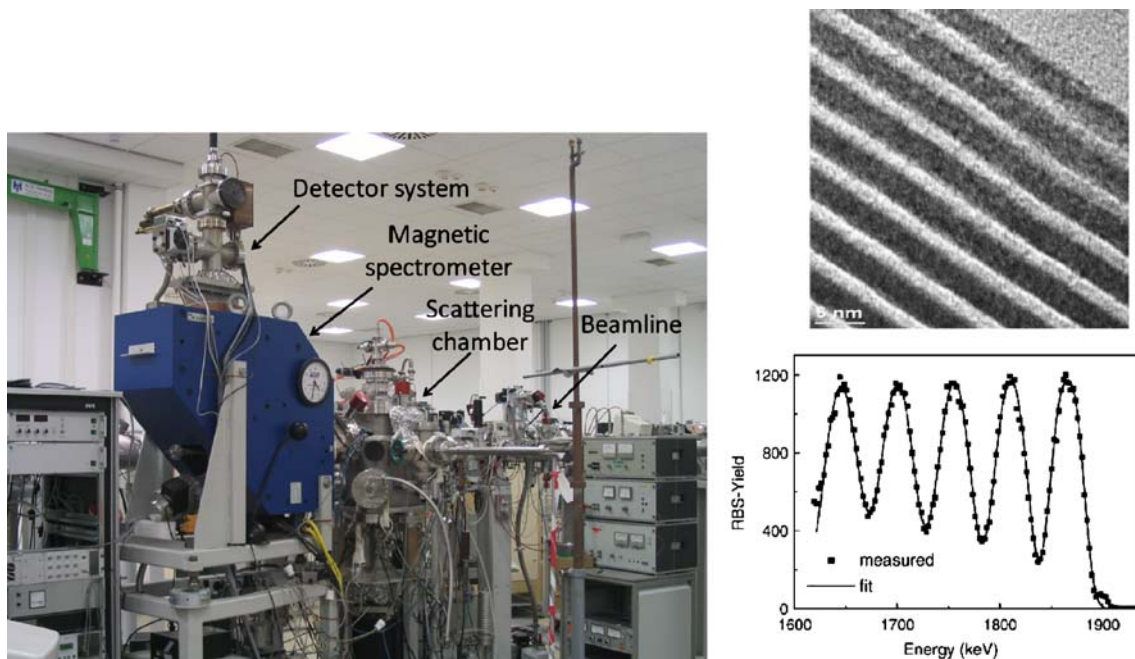 Detector system
Magnetic
spectrometer
Scattering
chamber
Beamline
5 nm
1200
800
400
0
RBS-Yield
measured
fit
1600
1700
1800
1900
Energy (keV)